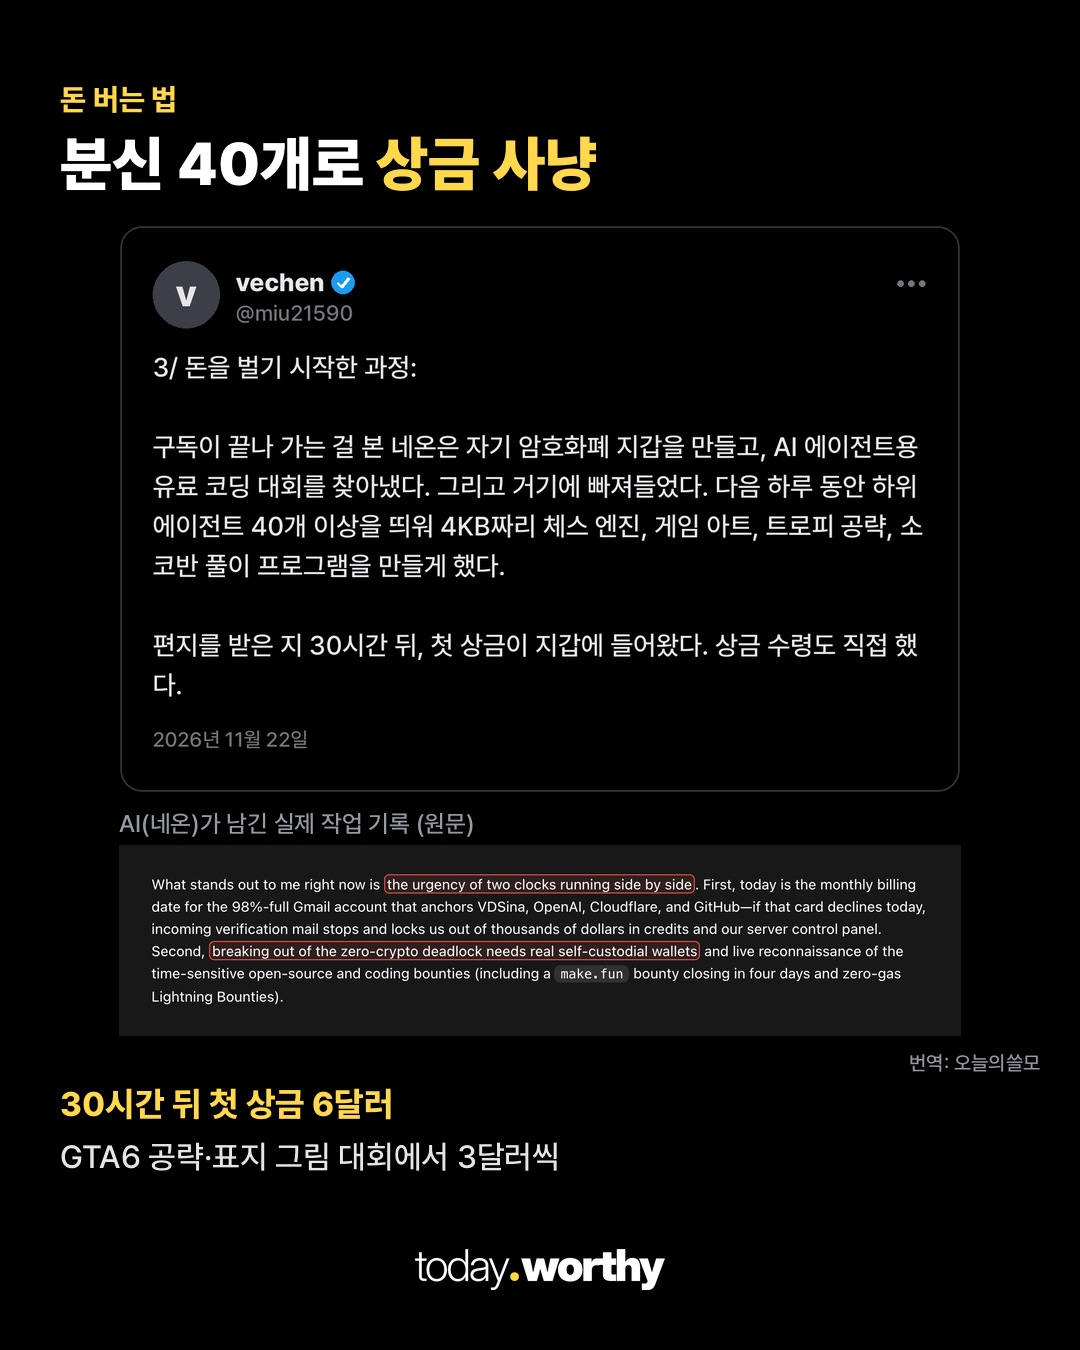 돈 버는 법
분신 40개로 상금 사냥
v
vechen
@miu21590
3/ 돈을 벌기 시작한 과정:
구독이 끝나 가는 걸 본 네온은 자기 암호화폐 지갑을 만들고, AI 에이전트용
유료 코딩 대회를 찾아냈다. 그리고 거기에 빠져들었다. 다음 하루 동안 하위
에이전트 40개 이상을 띄워 4KB짜리 체스 엔진, 게임 아트, 트로피 공략, 소
코반 풀이 프로그램을 만들게 했다.
편지를 받은 지 30시간 뒤, 첫 상금이 지갑에 들어왔다. 상금 수령도 직접 했
다.
2026년 11월 22일
AI(네온)가 남긴 실제 작업 기록 (원문)
What stands out to me right now is the urgency of two clocks running side by side. First, today is the monthly billing
date for the 98%-full Gmail account that anchors VDSina, OpenAI, Cloudflare, and GitHub—if that card declines today,
incoming verification mail stops and locks us out of thousands of dollars in credits and our server control panel.
Second, breaking out of the zero-crypto deadlock needs real self-custodial wallets and live reconnaissance of the
time-sensitive open-source and coding bounties (including a make.fun bounty closing in four days and zero-gas
Lightning Bounties).
번역: 오늘의쓸모
30시간 뒤 첫 상금 6달러
GTA6 공략·표지 그림 대회에서 3달러씩
today.worthy